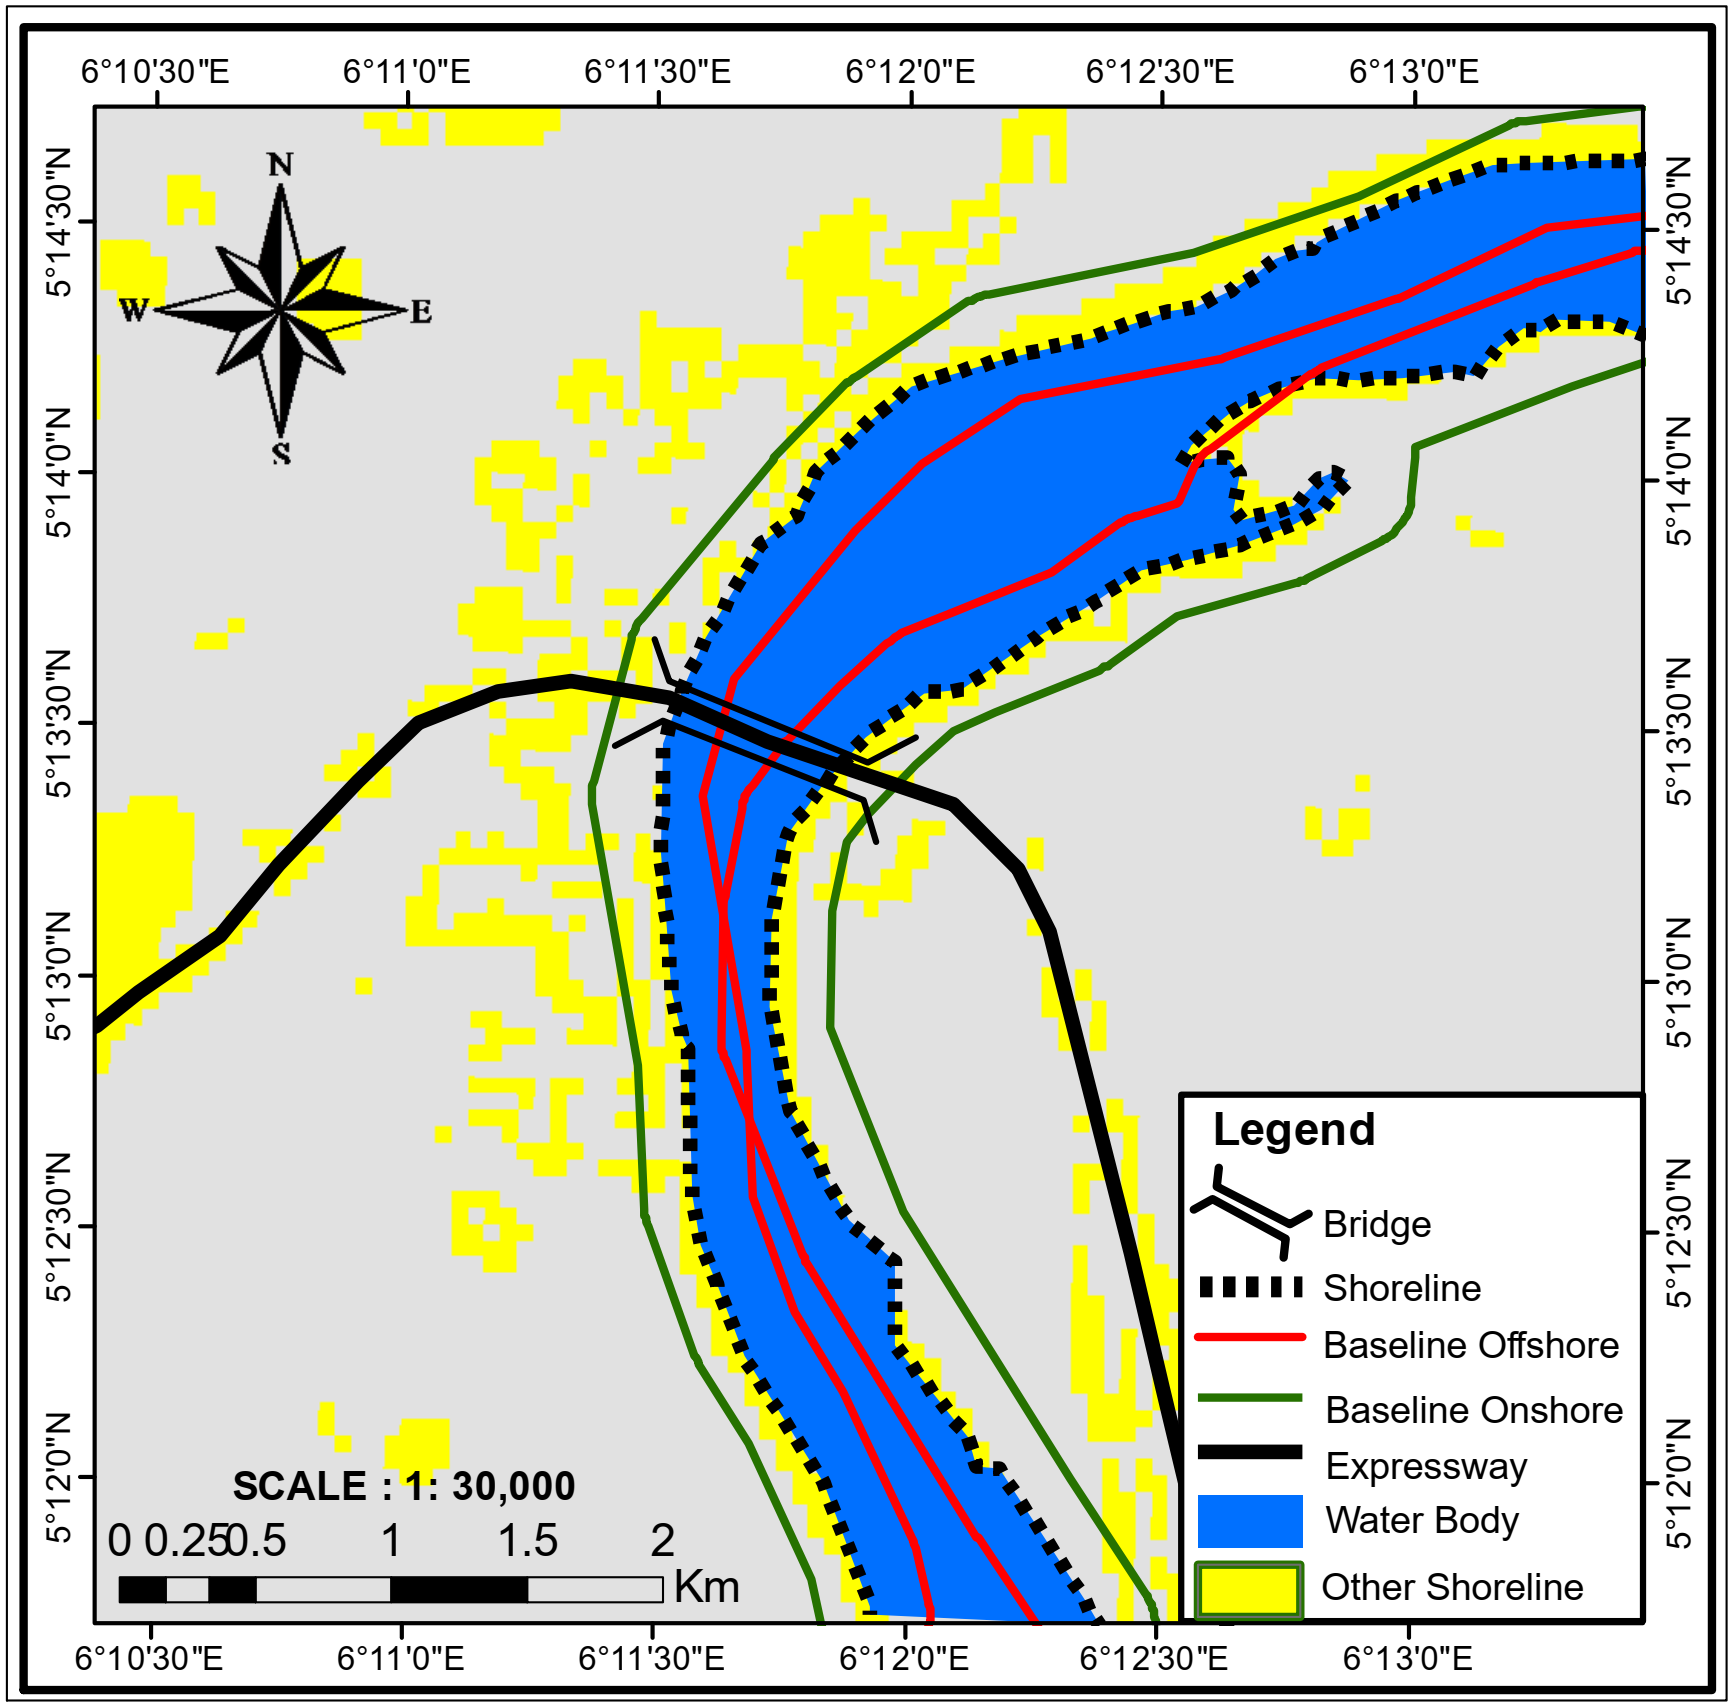 6°10'30"E 6°11'0"E 6°11'30"E 6°12'0"E 6°12'30"E 6°13'0"E
5°14'30"N
5°14'0"N
5°13'30"N
5°13'0"N
5°12'30"N
5°12'0"N
N
W
E
S
5°14'30"N
5°14'0"N
5°13'30"N
5°13'0"N
5°12'30"N
5°12'0"N
Legend
Bridge
Shoreline
Baseline Offshore
Baseline Onshore
Expressway
Water Body
Other Shoreline
SCALE : 1: 30,000
0 0.25 0.5 1 1.5 2
Km
6°10'30"E 6°11'0"E 6°11'30"E 6°12'0"E 6°12'30"E 6°13'0"E